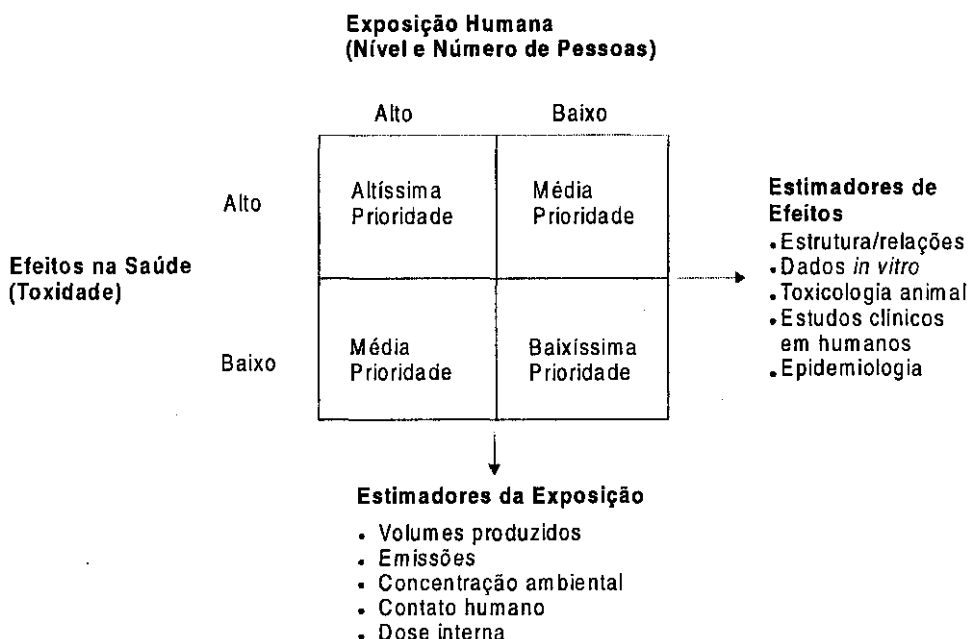 Exposição Humana
(Nível e Número de Pessoas)
Alto
Baixo
Alto
Altíssima
Prioridade
Média
Prioridade
Efeitos na Saúde
(Toxidade)
Baixo
Média
Prioridade
Baixíssima
Prioridade
Estimadores de
Efeitos
• Estrutura/relações
• Dados in vitro
• Toxicologia animal
• Estudos clínicos
em humanos
• Epidemiologia
Estimadores da Exposição
• Volumes produzidos
• Emissões
• Concentração ambiental
• Contato humano
• Dose interna